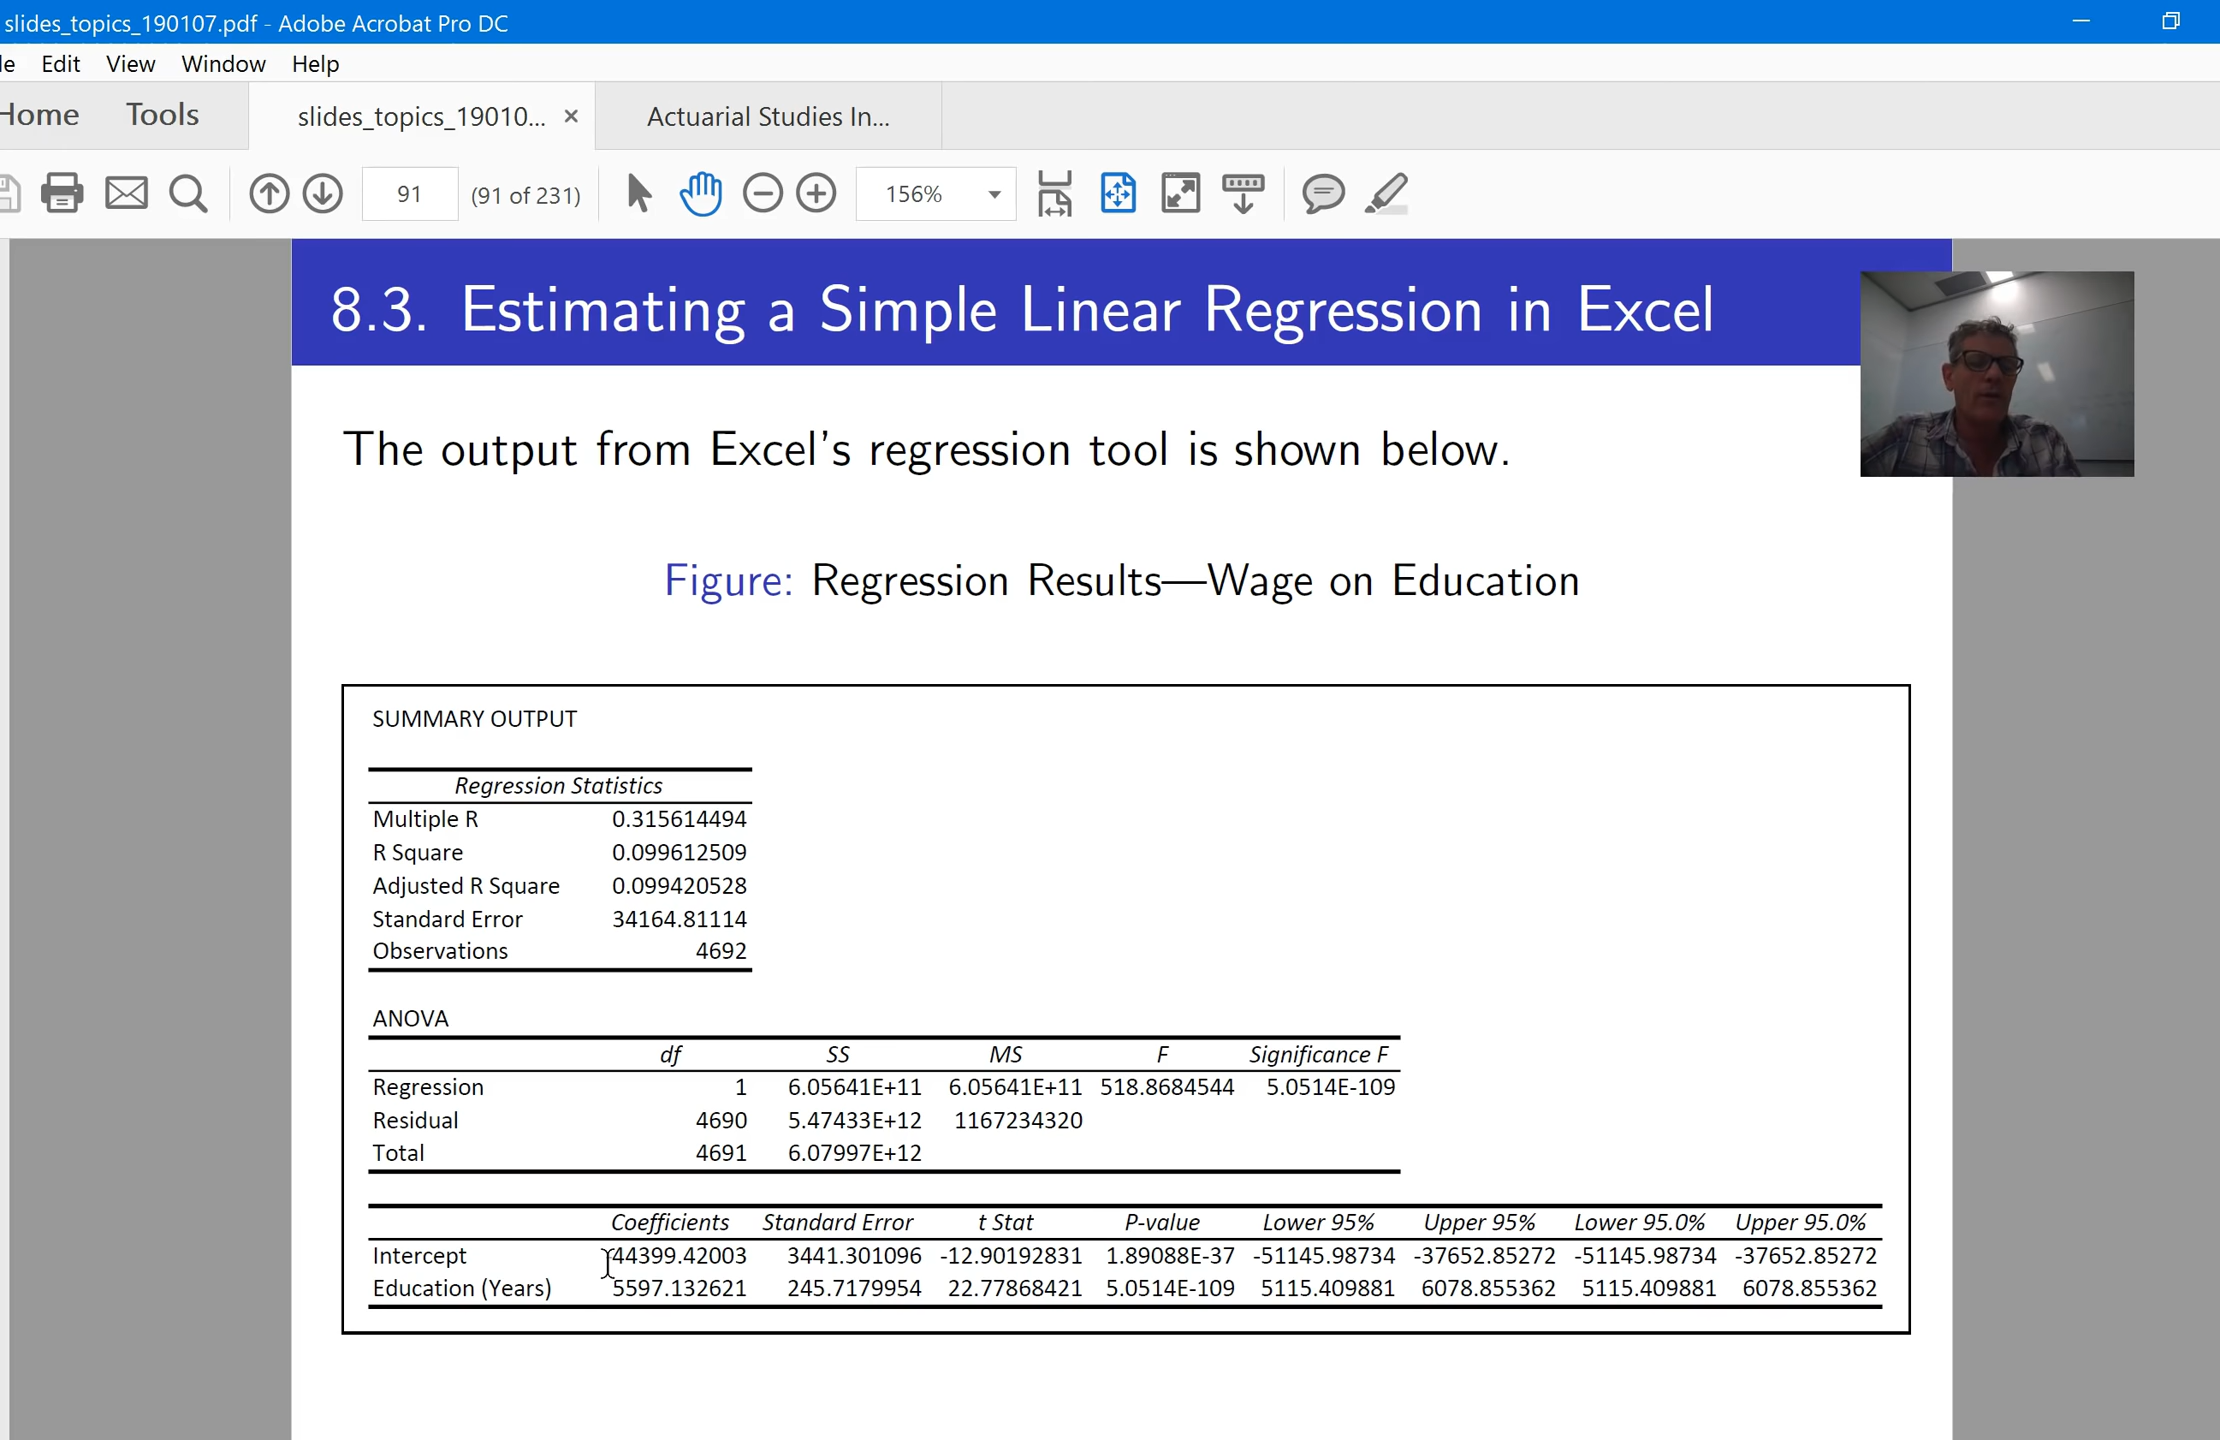 slides_topics_190107.pdf - Adobe Acrobat Pro DC
le Edit View Window Help
Home Tools slides_topics_19010... × Actuarial Studies In...
91 (91 of 231) 156%
8.3. Estimating a Simple Linear Regression in Excel
The output from Excel's regression tool is shown below.
Figure: Regression Results—Wage on Education
SUMMARY OUTPUT
Regression Statistics
Multiple R 0.315614494
R Square 0.099612509
Adjusted R Square 0.099420528
Standard Error 34164.81114
Observations 4692
ANOVA
df SS MS F Significance F
Regression 1 6.05641E+11 6.05641E+11 518.8684544 5.0514E-109
Residual 4690 5.47433E+12 1167234320
Total 4691 6.07997E+12
Coefficients Standard Error t Stat P-value Lower 95% Upper 95% Lower 95.0% Upper 95.0%
Intercept 44399.42003 3441.301096 -12.90192831 1.89088E-37 -51145.98734 -37652.85272 -51145.98734 -37652.85272
Education (Years) 5597.132621 245.7179954 22.77868421 5.0514E-109 5115.409881 6078.855362 5115.409881 6078.855362